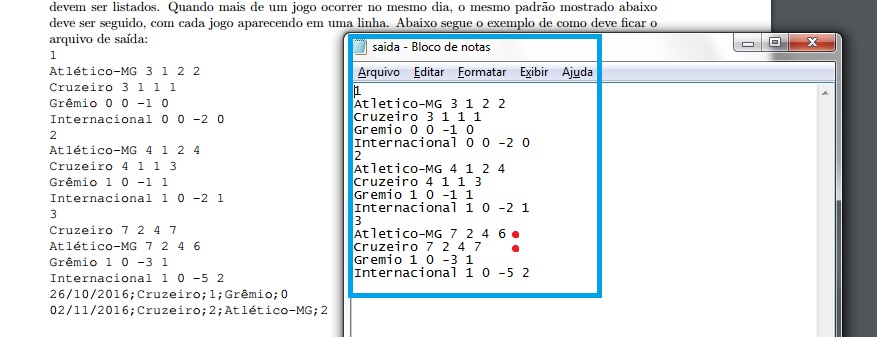 devem ser listados. Quando mais de um jogo ocorrer no mesmo dia, o mesmo padrão mostrado abaixo
deve ser seguido, com cada jogo aparecendo em uma linha. Abaixo segue o exemplo de como deve ficar o
arquivo de saída:
1
Atlético-MG 3 1 2 2
Cruzeiro 3 1 1 1
Grêmio 0 0 -1 0
Internacional 0 0 -2 0
2
Atlético-MG 4 1 2 4
Cruzeiro 4 1 1 3
Grêmio 1 0 -1 1
Internacional 1 0 -2 1
3
Cruzeiro 7 2 4 7
Atlético-MG 7 2 4 6
Grêmio 1 0 -3 1
Internacional 1 0 -5 2
26/10/2016;Cruzeiro;1;Grêmio;0
02/11/2016;Cruzeiro;2;Atlético-MG;2
saida - Bloco de notas
Arquivo Editar Formatar Exibir Ajuda
1
Atletico-MG 3 1 2 2
Cruzeiro 3 1 1 1
Gremio 0 0 -1 0
Internacional 0 0 -2 0
2
Atletico-MG 4 1 2 4
Cruzeiro 4 1 1 3
Gremio 1 0 -1 1
Internacional 1 0 -2 1
3
Atletico-MG 7 2 4 6
Cruzeiro 7 2 4 7
Gremio 1 0 -3 1
Internacional 1 0 -5 2